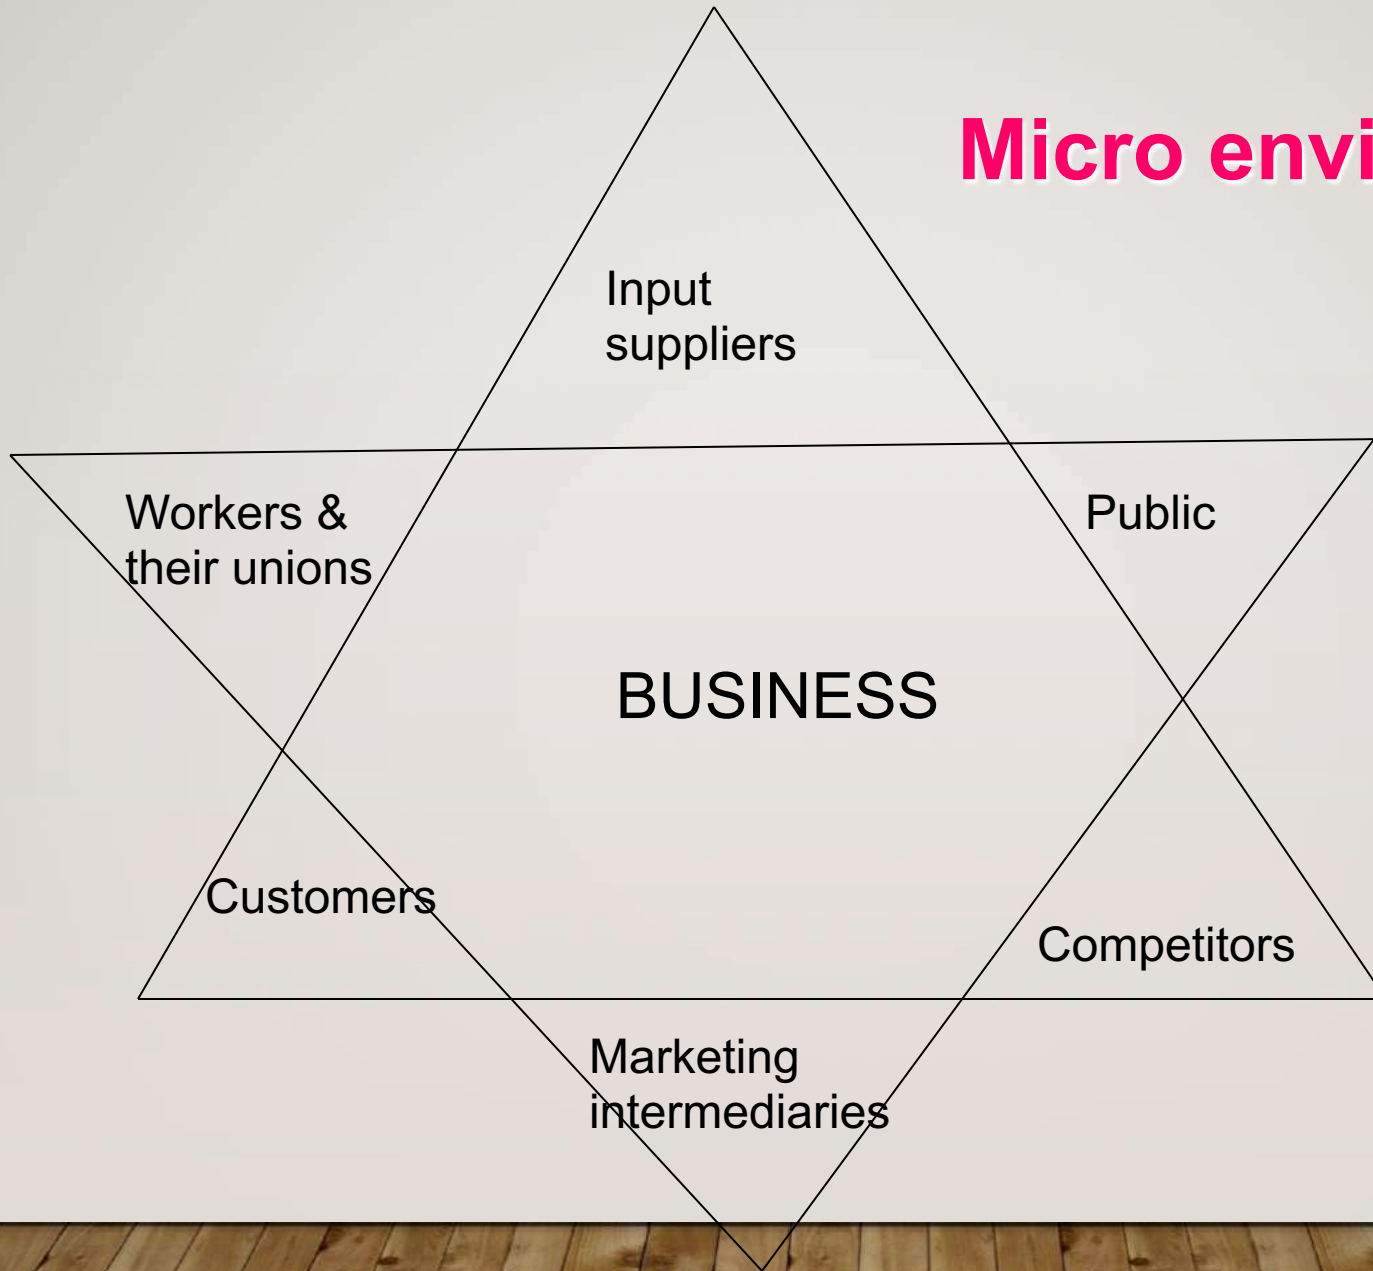 Micro envi
Input
suppliers
Workers &
their unions
Public
BUSINESS
Customers
Competitors
Marketing
intermediaries